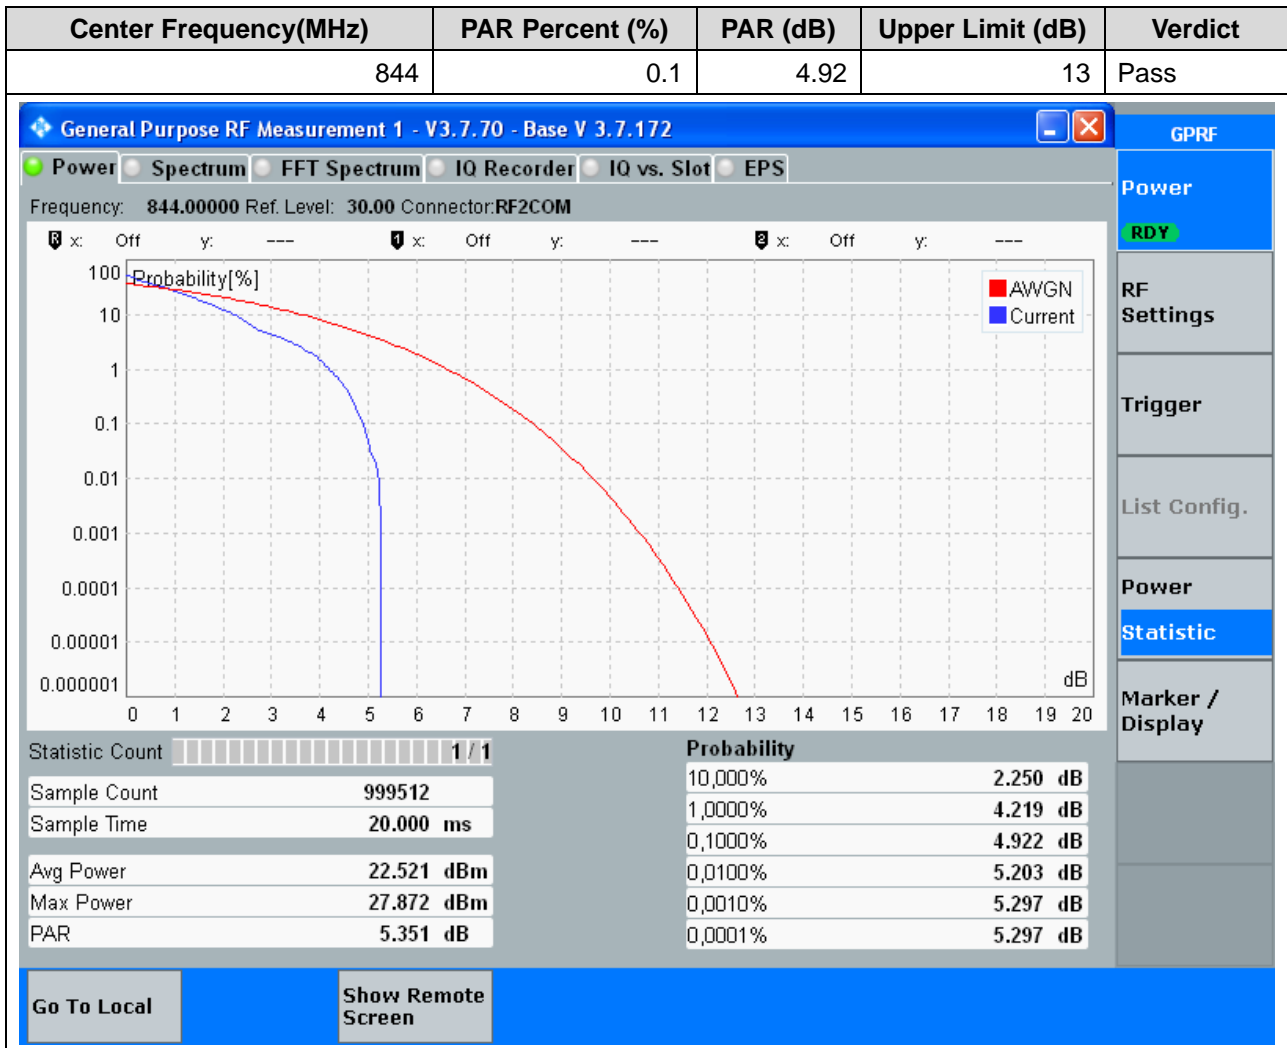 Center Frequency(MHz) PAR Percent (%) PAR (dB) Upper Limit (dB) Verdict
844 0.1 4.92 13 Pass
General Purpose RF Measurement 1 - V3.7.70 - Base V 3.7.172
GPRF
Power Spectrum FFT Spectrum IQ Recorder IQ vs. Slot EPS
Frequency: 844.00000 Ref. Level: 30.00 Connector:RF2COM
R x: Off y: --- 1 x: Off y: --- 2 x: Off y: ---
Probability[%]
100
10
1
0.1
0.01
0.001
0.0001
0.00001
0.000001
AWGN
Current
dB
0 1 2 3 4 5 6 7 8 9 10 11 12 13 14 15 16 17 18 19 20
Statistic Count 1 / 1
Sample Count 999512
Sample Time 20.000 ms
Avg Power 22.521 dBm
Max Power 27.872 dBm
PAR 5.351 dB
Probability
10,000% 2.250 dB
1,0000% 4.219 dB
0,1000% 4.922 dB
0,0100% 5.203 dB
0,0010% 5.297 dB
0,0001% 5.297 dB
Power
RDY
RF
Settings
Trigger
List Config.
Power
Statistic
Marker /
Display
Go To Local
Show Remote
Screen